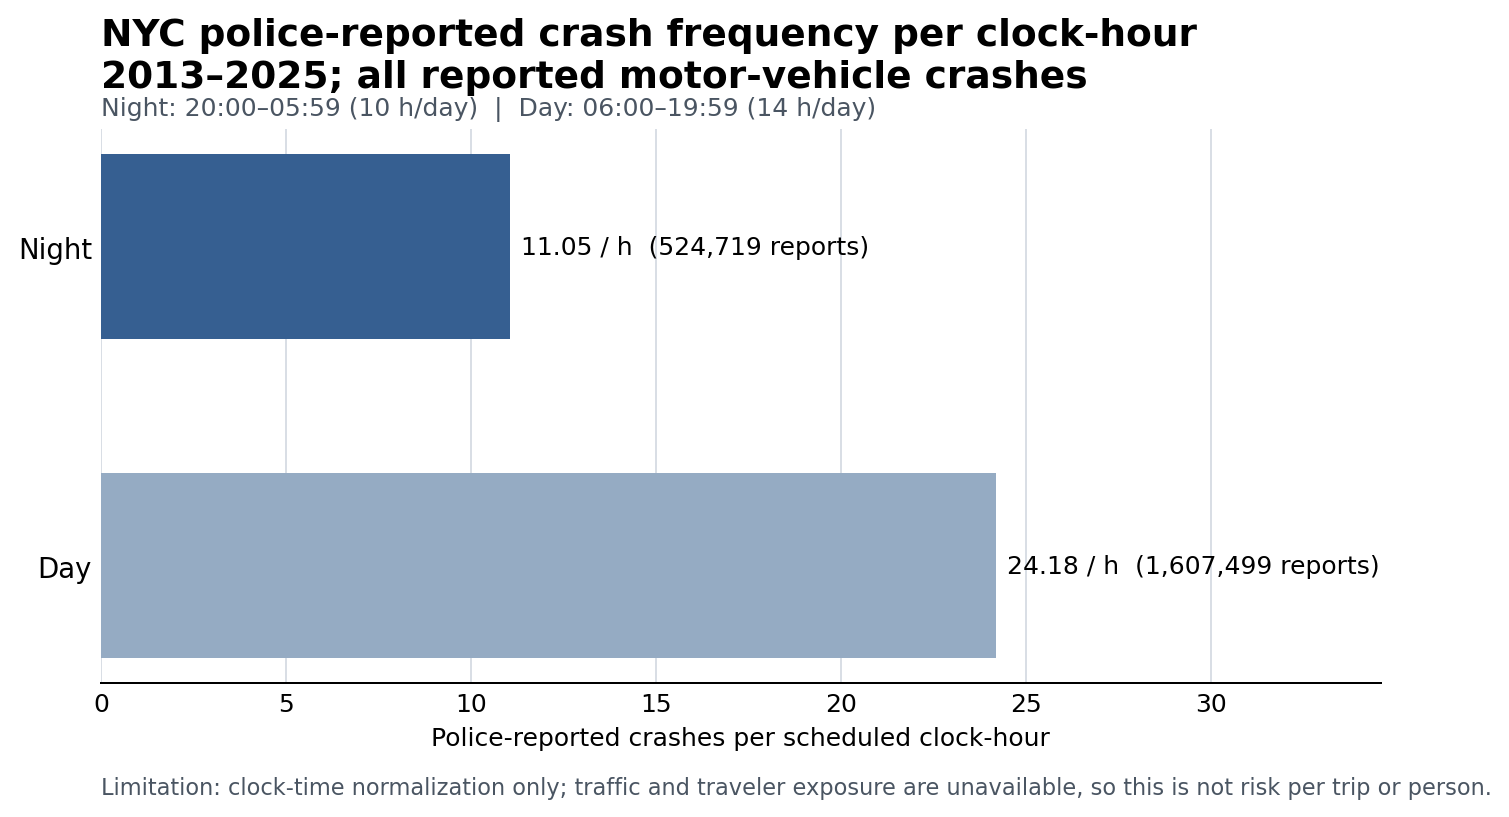 NYC police-reported crash frequency per clock-hour
2013–2025; all reported motor-vehicle crashes
Night: 20:00–05:59 (10 h/day)  |  Day: 06:00–19:59 (14 h/day)
Night
11.05 / h  (524,719 reports)
Day
24.18 / h  (1,607,499 reports)
0 5 10 15 20 25 30
Police-reported crashes per scheduled clock-hour
Limitation: clock-time normalization only; traffic and traveler exposure are unavailable, so this is not risk per trip or person.